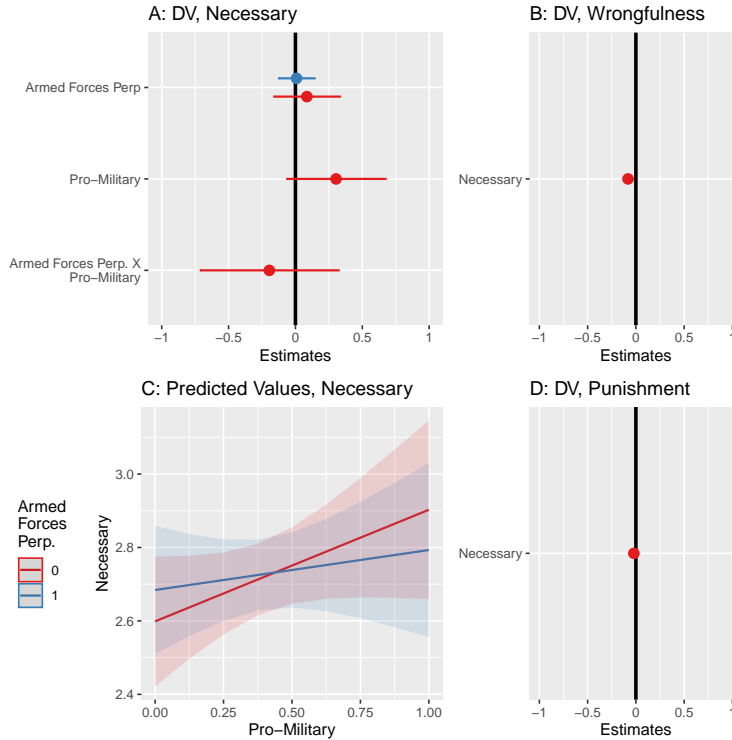 A: DV, Necessary
Armed Forces Perp
Pro−Military
Armed Forces Perp. X
Pro−Military
−1 −0.5 0 0.5 1
Estimates
B: DV, Wrongfulness
Necessary
−1 −0.5 0 0.5 1
Estimates
C: Predicted Values, Necessary
Armed
Forces
Perp.
0
1
Necessary
3.0
2.8
2.6
2.4
0.00 0.25 0.50 0.75 1.00
Pro−Military
D: DV, Punishment
Necessary
−1 −0.5 0 0.5 1
Estimates